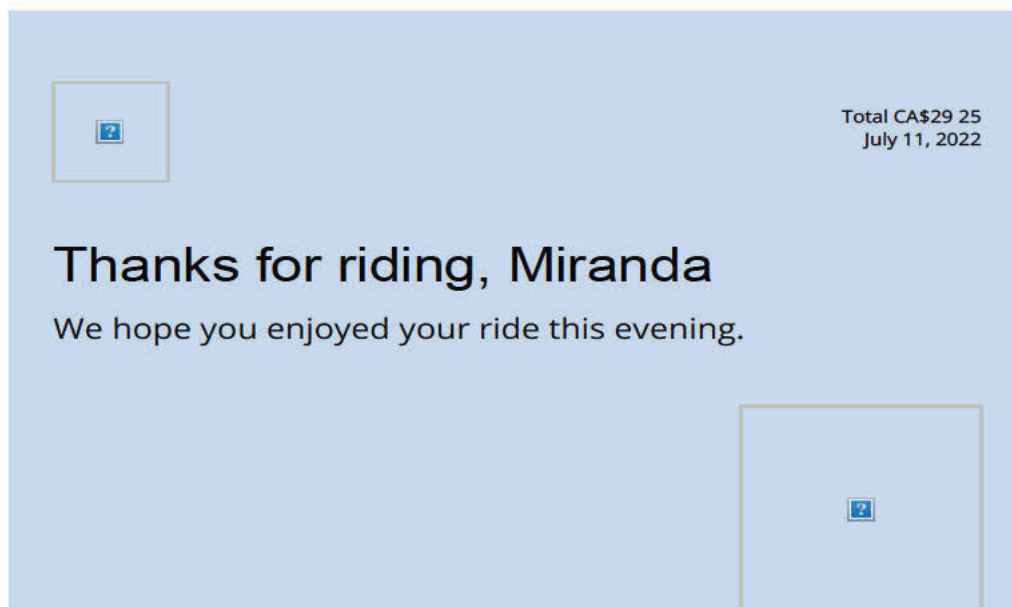 Total CA$29 25
July 11, 2022
Thanks for riding, Miranda
We hope you enjoyed your ride this evening.